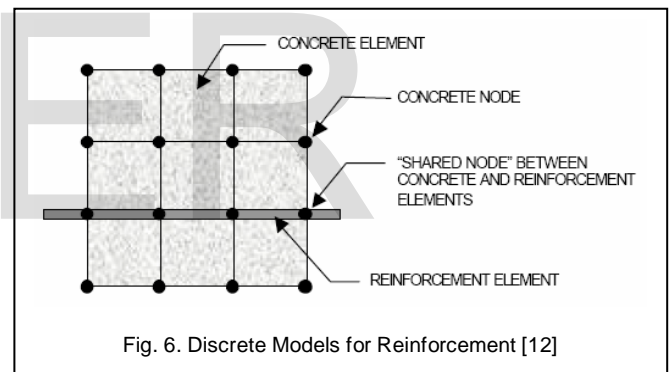 CONCRETE ELEMENT
CONCRETE NODE
"SHARED NODE" BETWEEN
CONCRETE AND REINFORCEMENT
ELEMENTS
REINFORCEMENT ELEMENT
Fig. 6. Discrete Models for Reinforcement [12]
ER